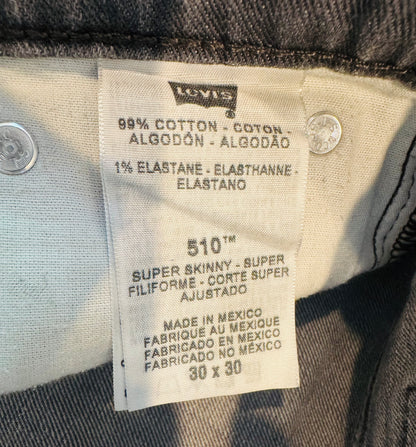 Levi's
99% COTTON - COTON -
ALGODÓN - ALGODÃO
1% ELASTANE - ELASTHANNE -
ELASTANO
510™
SUPER SKINNY - SUPER
FILIFORME - CORTE SUPER
AJUSTADO
MADE IN MEXICO
FABRIQUE AU MEXIQUE
FABRICADO EN MEXICO
FABRICADO NO MÉXICO
30 x 30